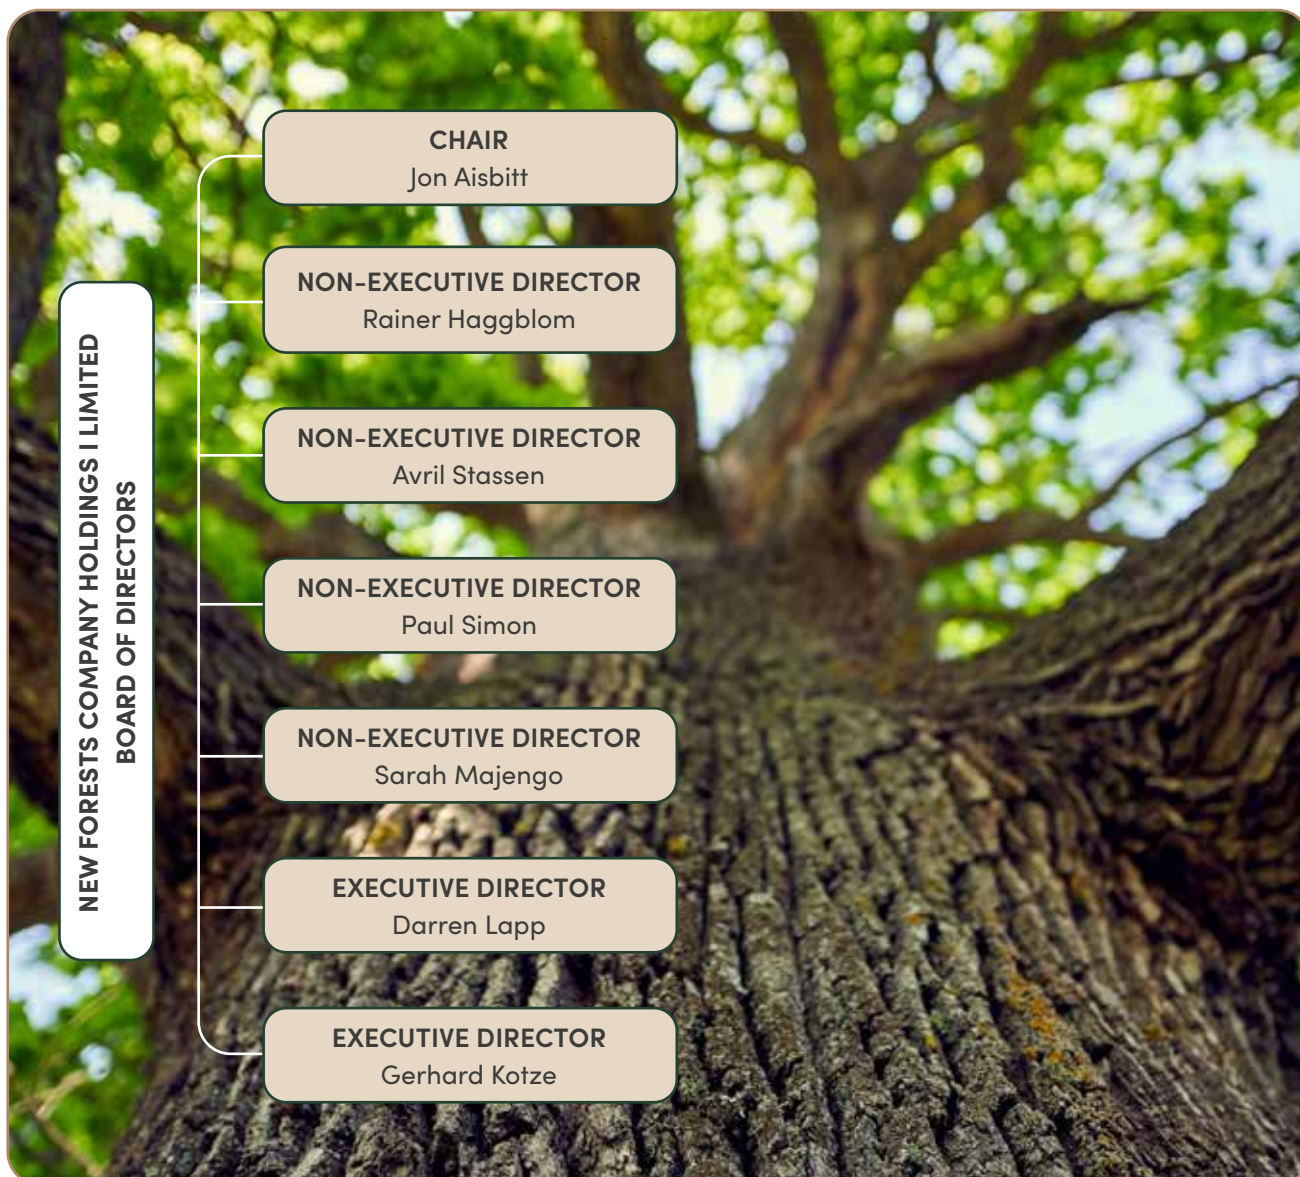 NEW FORESTS COMPANY HOLDINGS I LIMITED
BOARD OF DIRECTORS
CHAIR
Jon Aisbitt
NON-EXECUTIVE DIRECTOR
Rainer Haggblom
NON-EXECUTIVE DIRECTOR
Avril Stassen
NON-EXECUTIVE DIRECTOR
Paul Simon
NON-EXECUTIVE DIRECTOR
Sarah Majengo
EXECUTIVE DIRECTOR
Darren Lapp
EXECUTIVE DIRECTOR
Gerhard Kotze